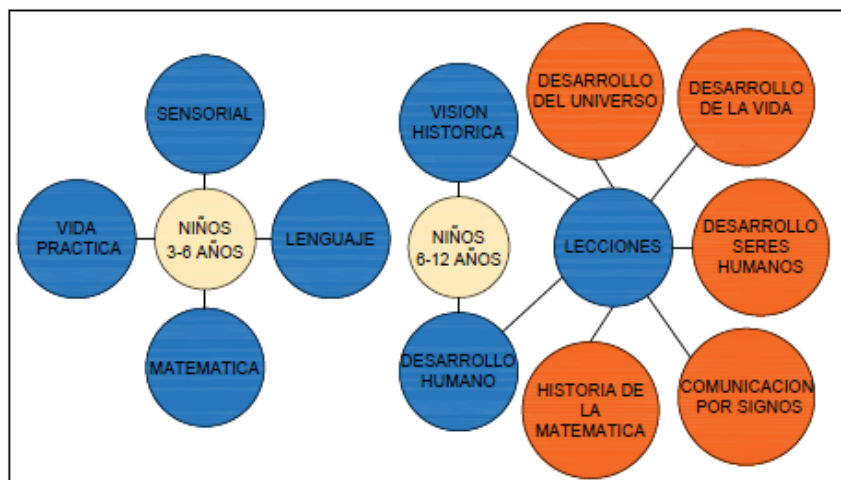 SENSORIAL
VIDA
PRACTICA
NIÑOS
3-6 AÑOS
LENGUAJE
MATEMATICA
VISION
HISTORICA
NIÑOS
6-12 AÑOS
DESARROLLO
HUMANO
LECCIONES
DESARROLLO
DEL UNIVERSO
DESARROLLO
DE LA VIDA
DESARROLLO
SERES
HUMANOS
COMUNICACION
POR SIGNOS
HISTORIA DE
LA
MATEMATICA